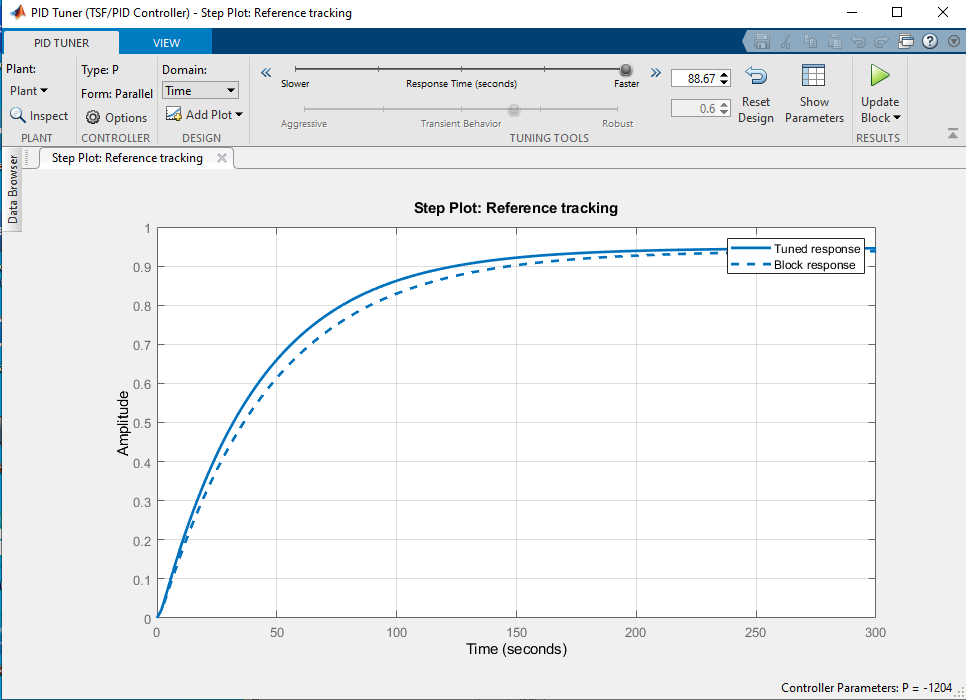 PID Tuner (TSF/PID Controller) - Step Plot: Reference tracking
PID TUNER
VIEW
Plant:
Plant
Inspect
PLANT
Type: P
Form: Parallel
Options
CONTROLLER
Domain:
Time
Add Plot
DESIGN
Slower
Response Time (seconds)
Faster
88.67
Aggressive
Transient Behavior
Robust
0.6
TUNING TOOLS
Reset
Design
Show
Parameters
Update
Block
RESULTS
Data Browser
Step Plot: Reference tracking
Step Plot: Reference tracking
Tuned response
Block response
Amplitude
1
0.9
0.8
0.7
0.6
0.5
0.4
0.3
0.2
0.1
0
0 50 100 150 200 250 300
Time (seconds)
Controller Parameters: P = -1204